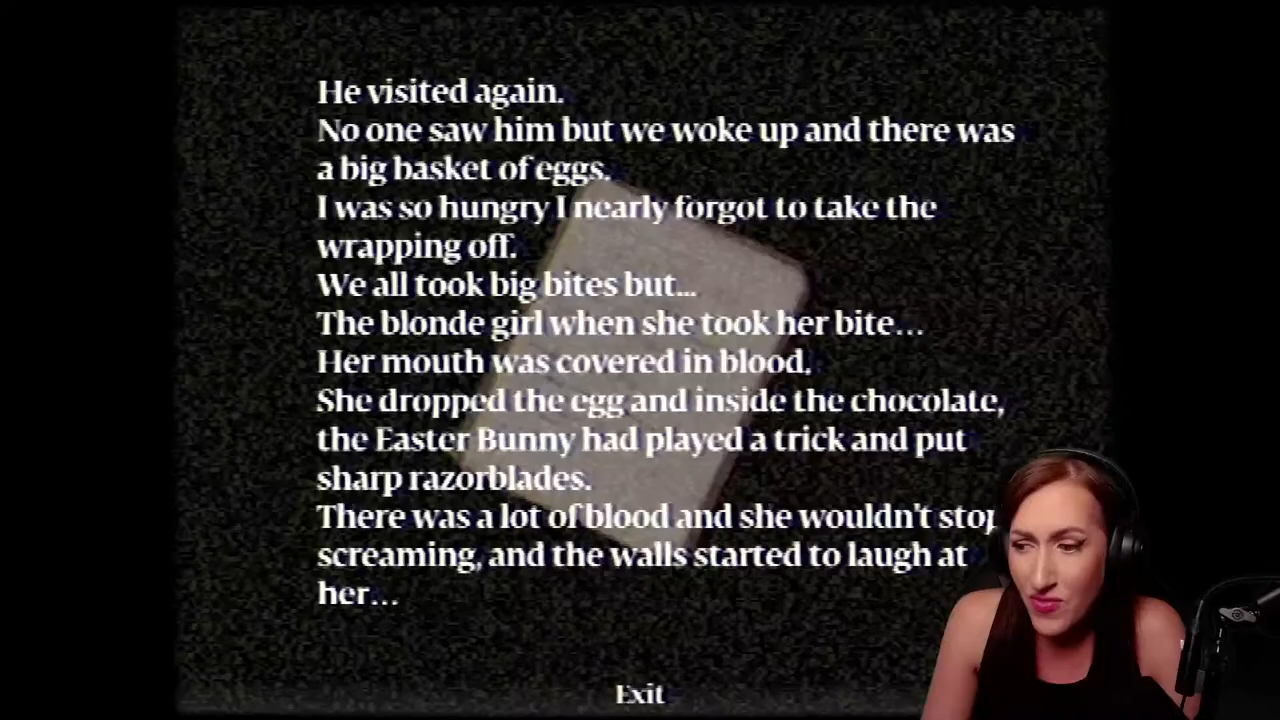 He visited again.
No one saw him but we woke up and there was
a big basket of eggs.
I was so hungry I nearly forgot to take the
wrapping off.
We all took big bites but...
The blonde girl when she took her bite...
Her mouth was covered in blood.
She dropped the egg and inside the chocolate,
the Easter Bunny had played a trick and put
sharp razorblades.
There was a lot of blood and she wouldn't stop
screaming, and the walls started to laugh at
her...
Exit